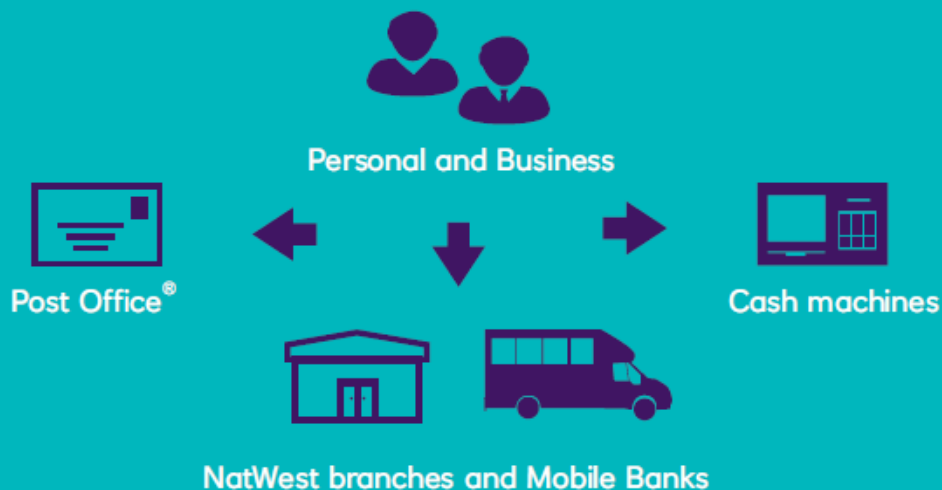 Personal and Business
Post Office®
Cash machines
NatWest branches and Mobile Banks